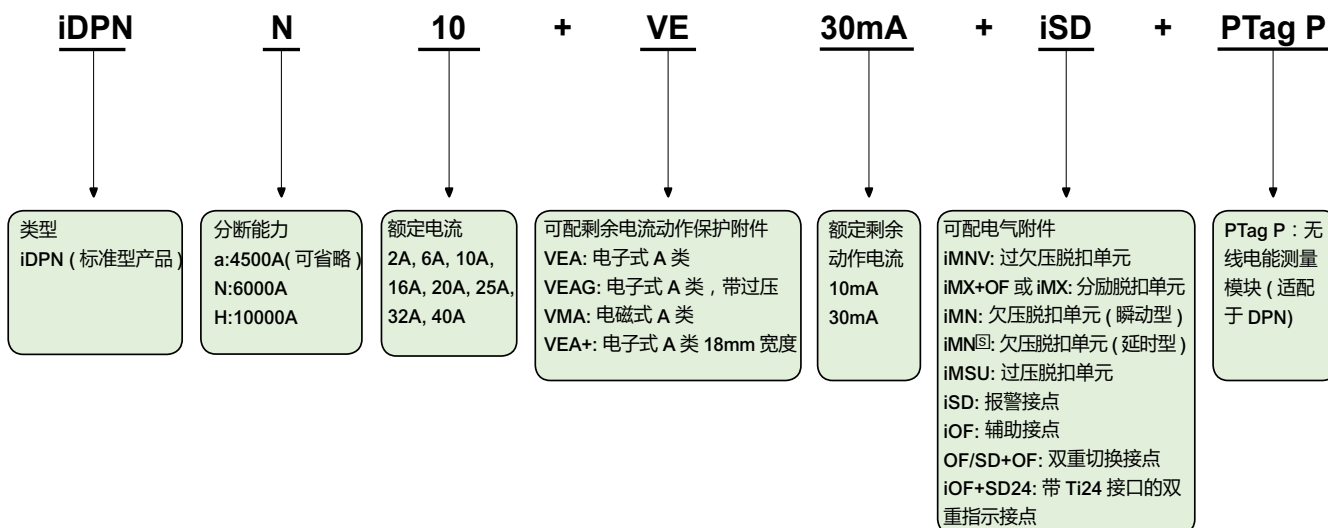 iDPN N 10 + VE 30mA + iSD + PTag P
类型
iDPN ( 标准型产品 )
分断能力
a:4500A( 可省略 )
N:6000A
H:10000A
额定电流
2A, 6A, 10A,
16A, 20A, 25A,
32A, 40A
可配剩余电流动作保护附件
VEA: 电子式 A 类
VEAG: 电子式 A 类，带过压
VMA: 电磁式 A 类
VEA+: 电子式 A 类 18mm 宽度
额定剩余
动作电流
10mA
30mA
可配电气附件
iMNV: 过欠压脱扣单元
iMX+OF 或 iMX: 分励脱扣单元
iMN: 欠压脱扣单元 ( 瞬动型 )
iMN🅂: 欠压脱扣单元 ( 延时型 )
iMSU: 过压脱扣单元
iSD: 报警接点
iOF: 辅助接点
OF/SD+OF: 双重切换接点
iOF+SD24: 带 Ti24 接口的双
重指示接点
PTag P：无
线电能测量
模块 ( 适配
于 DPN)